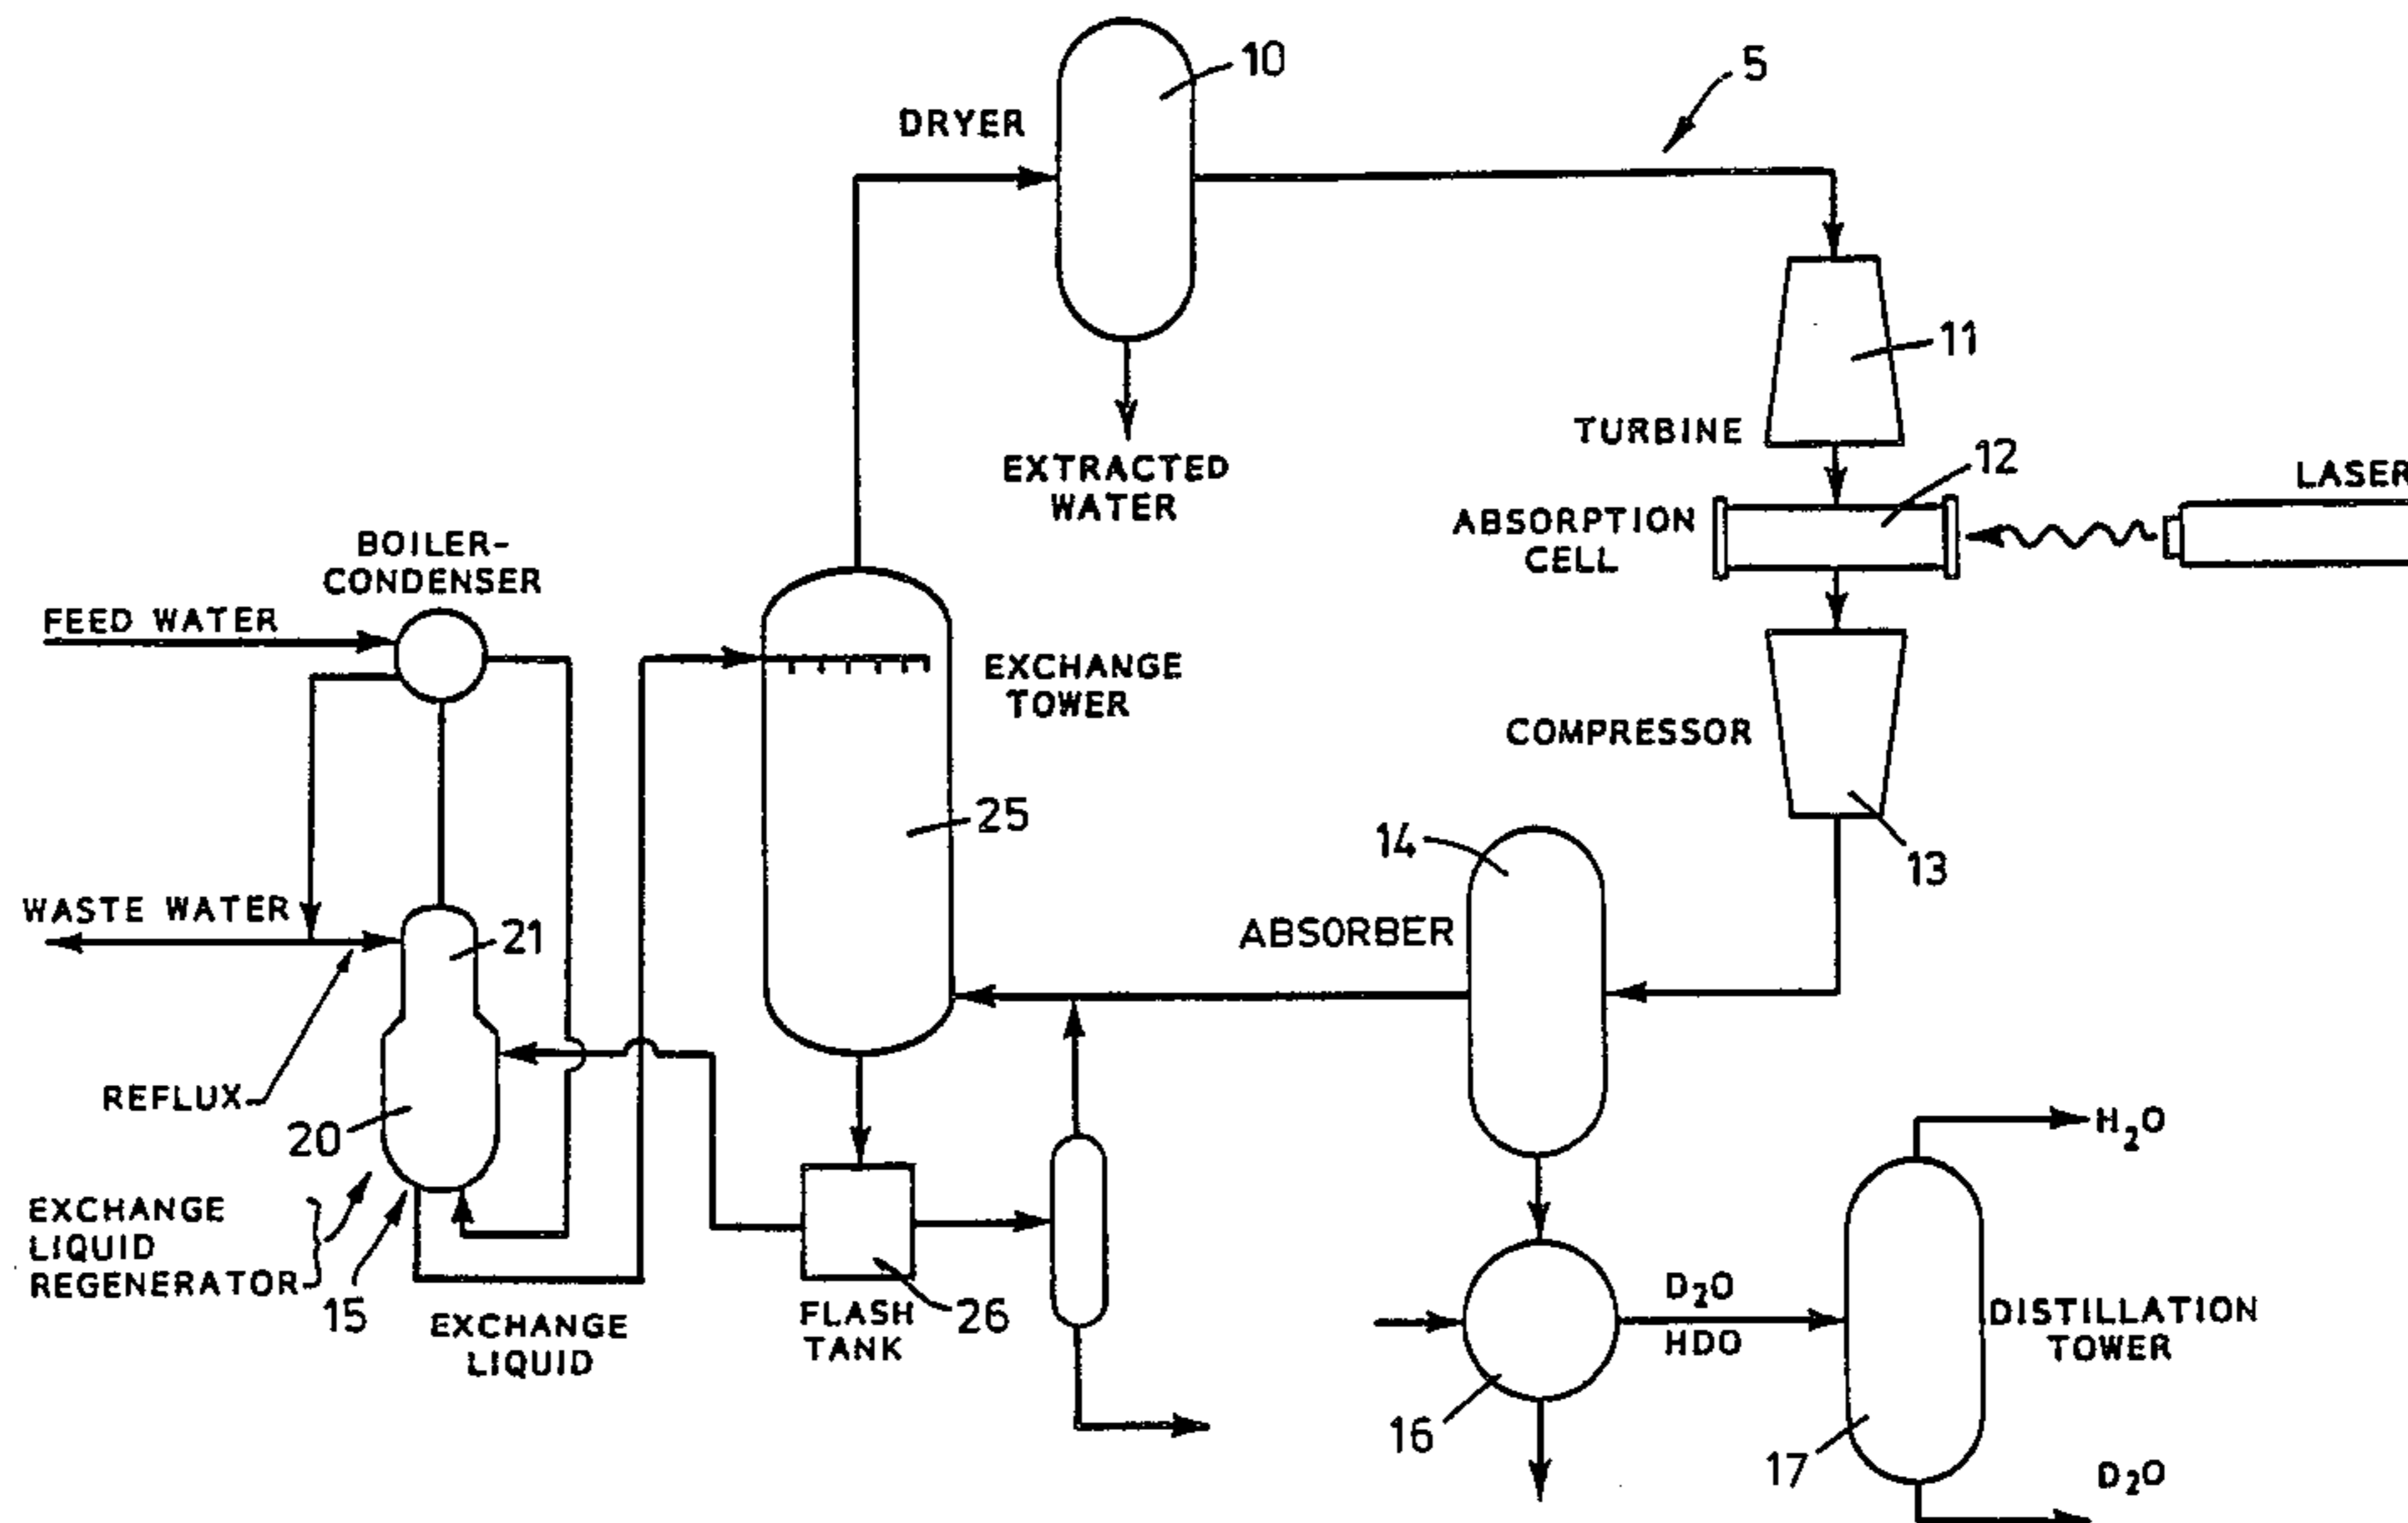 10
5
DRYER
11
TURBINE
EXTRACTED
WATER
12
LASER
ABSORPTION
CELL
BOILER-
CONDENSER
FEED WATER
EXCHANGE
TOWER
COMPRESSOR
25
14
13
WASTE WATER
21
ABSORBER
REFLUX
20
H2O
EXCHANGE
LIQUID
REGENERATOR
15
EXCHANGE
LIQUID
FLASH
TANK
26
D2O
HDO
DISTILLATION
TOWER
16
17
D2O